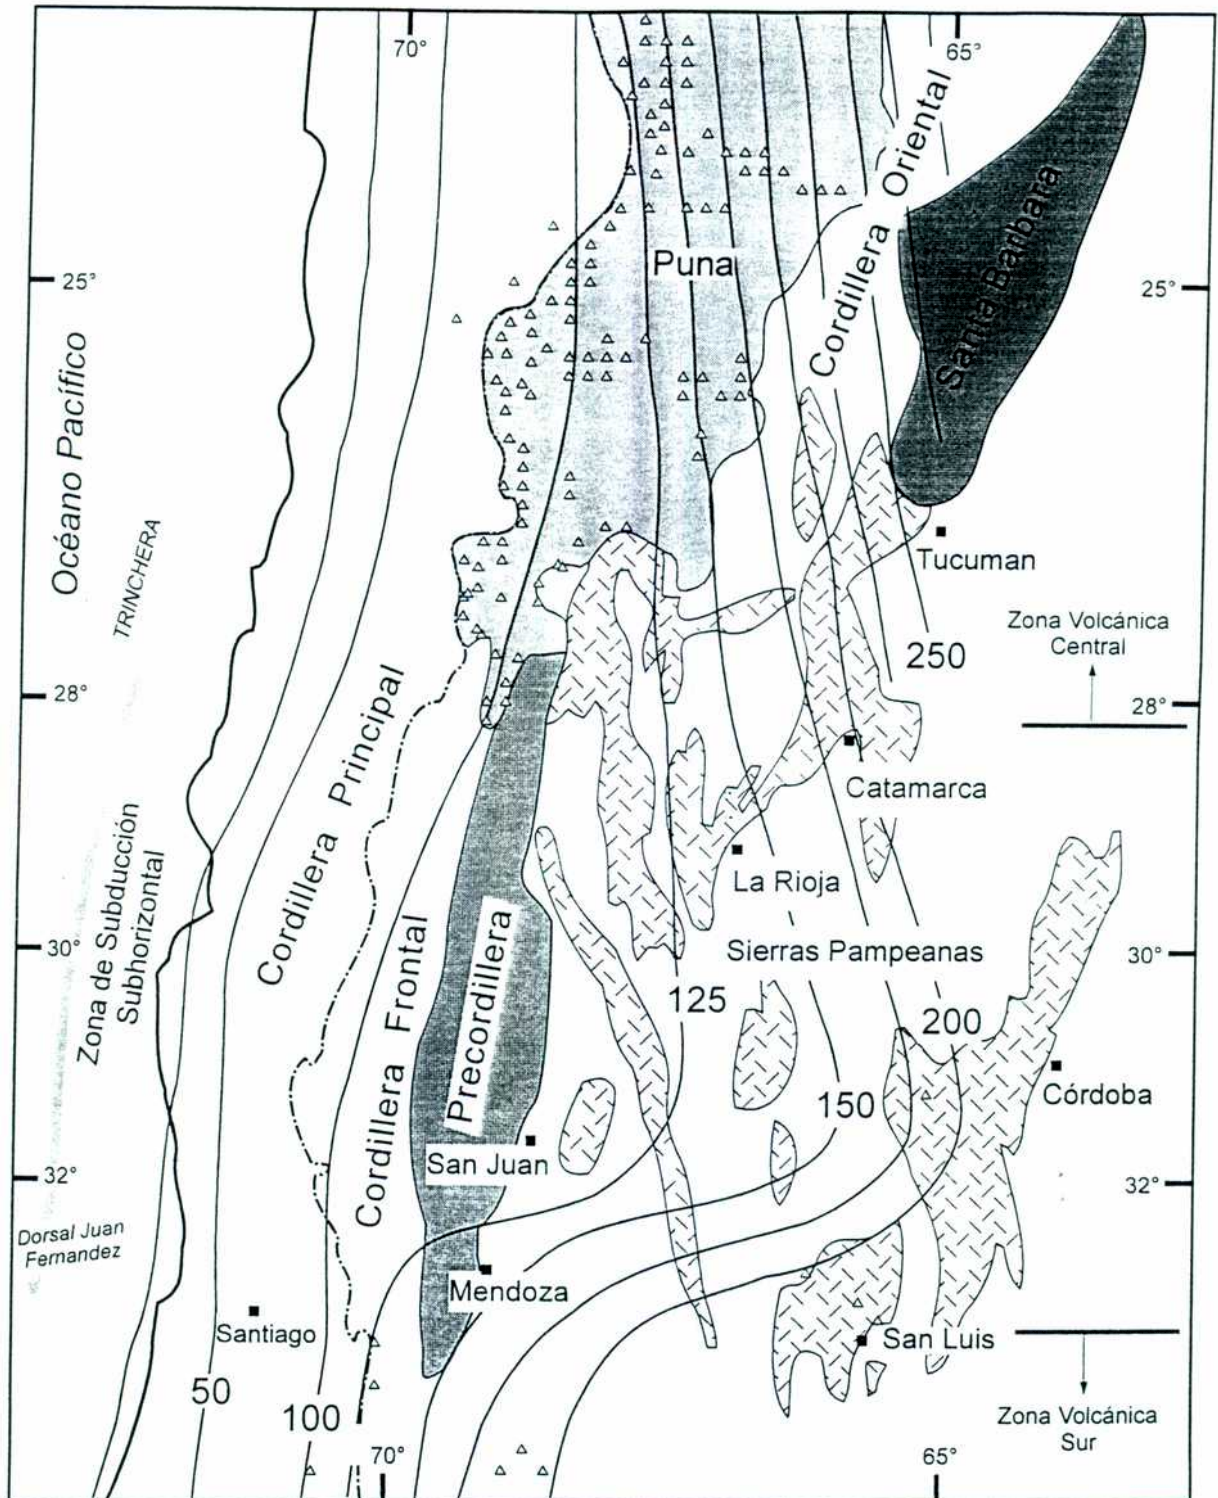 70°
65°
25°
25°
Océano Pacífico
TRINCHERA
Puna
Cordillera Oriental
Santa Barbara
Tucuman
Zona Volcánica
Central
250
28°
28°
Cordillera Principal
Catamarca
La Rioja
Zona de Subducción
Subhorizontal
30°
30°
Cordillera Frontal
Precordillera
Sierras Pampeanas
125
200
150
Córdoba
San Juan
32°
32°
Dorsal Juan
Fernandez
Mendoza
Santiago
San Luis
50
100
Zona Volcánica
Sur
70°
65°